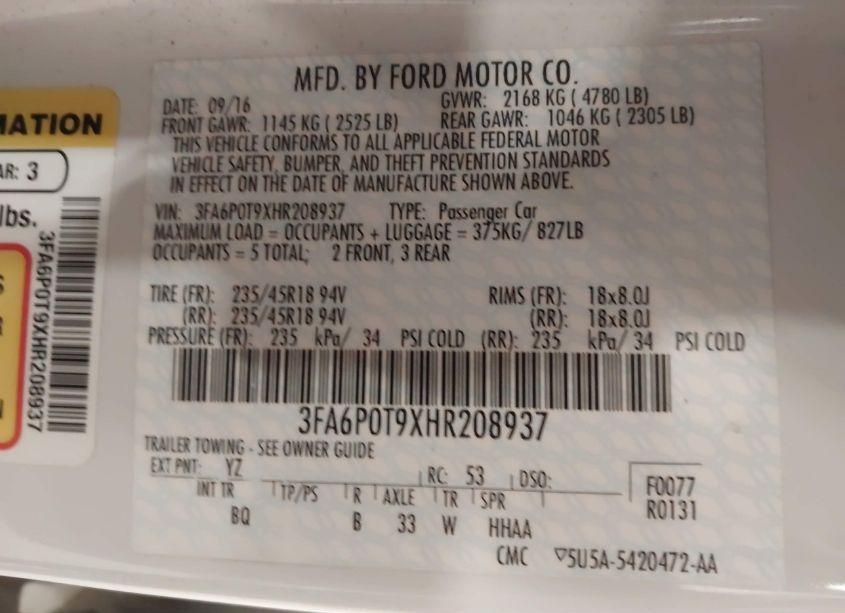 MFD. BY FORD MOTOR CO.
DATE: 09/16 GVWR: 2168 KG ( 4780 LB)
FRONT GAWR: 1145 KG ( 2525 LB) REAR GAWR: 1046 KG ( 2305 LB)
THIS VEHICLE CONFORMS TO ALL APPLICABLE FEDERAL MOTOR
VEHICLE SAFETY, BUMPER, AND THEFT PREVENTION STANDARDS
IN EFFECT ON THE DATE OF MANUFACTURE SHOWN ABOVE.
VIN: 3FA6P0T9XHR208937 TYPE: Passenger Car
MAXIMUM LOAD = OCCUPANTS + LUGGAGE = 375KG/ 827LB
OCCUPANTS = 5 TOTAL; 2 FRONT, 3 REAR
TIRE (FR): 235/45R18 94V RIMS (FR): 18x8.0J
(RR): 235/45R18 94V (RR): 18x8.0J
PRESSURE (FR): 235 kPa/ 34 PSI COLD (RR): 235 kPa/ 34 PSI COLD
3FA6P0T9XHR208937
TRAILER TOWING - SEE OWNER GUIDE
EXT PNT: YZ RC: 53 DSO:
INT TR TP/PS R AXLE TR SPR
BQ B 33 W HHAA
F0077
R0131
CMC ▽5U5A-5420472-AA
MATION
AR: 3
lbs.
3FA6P0T9XHR208937